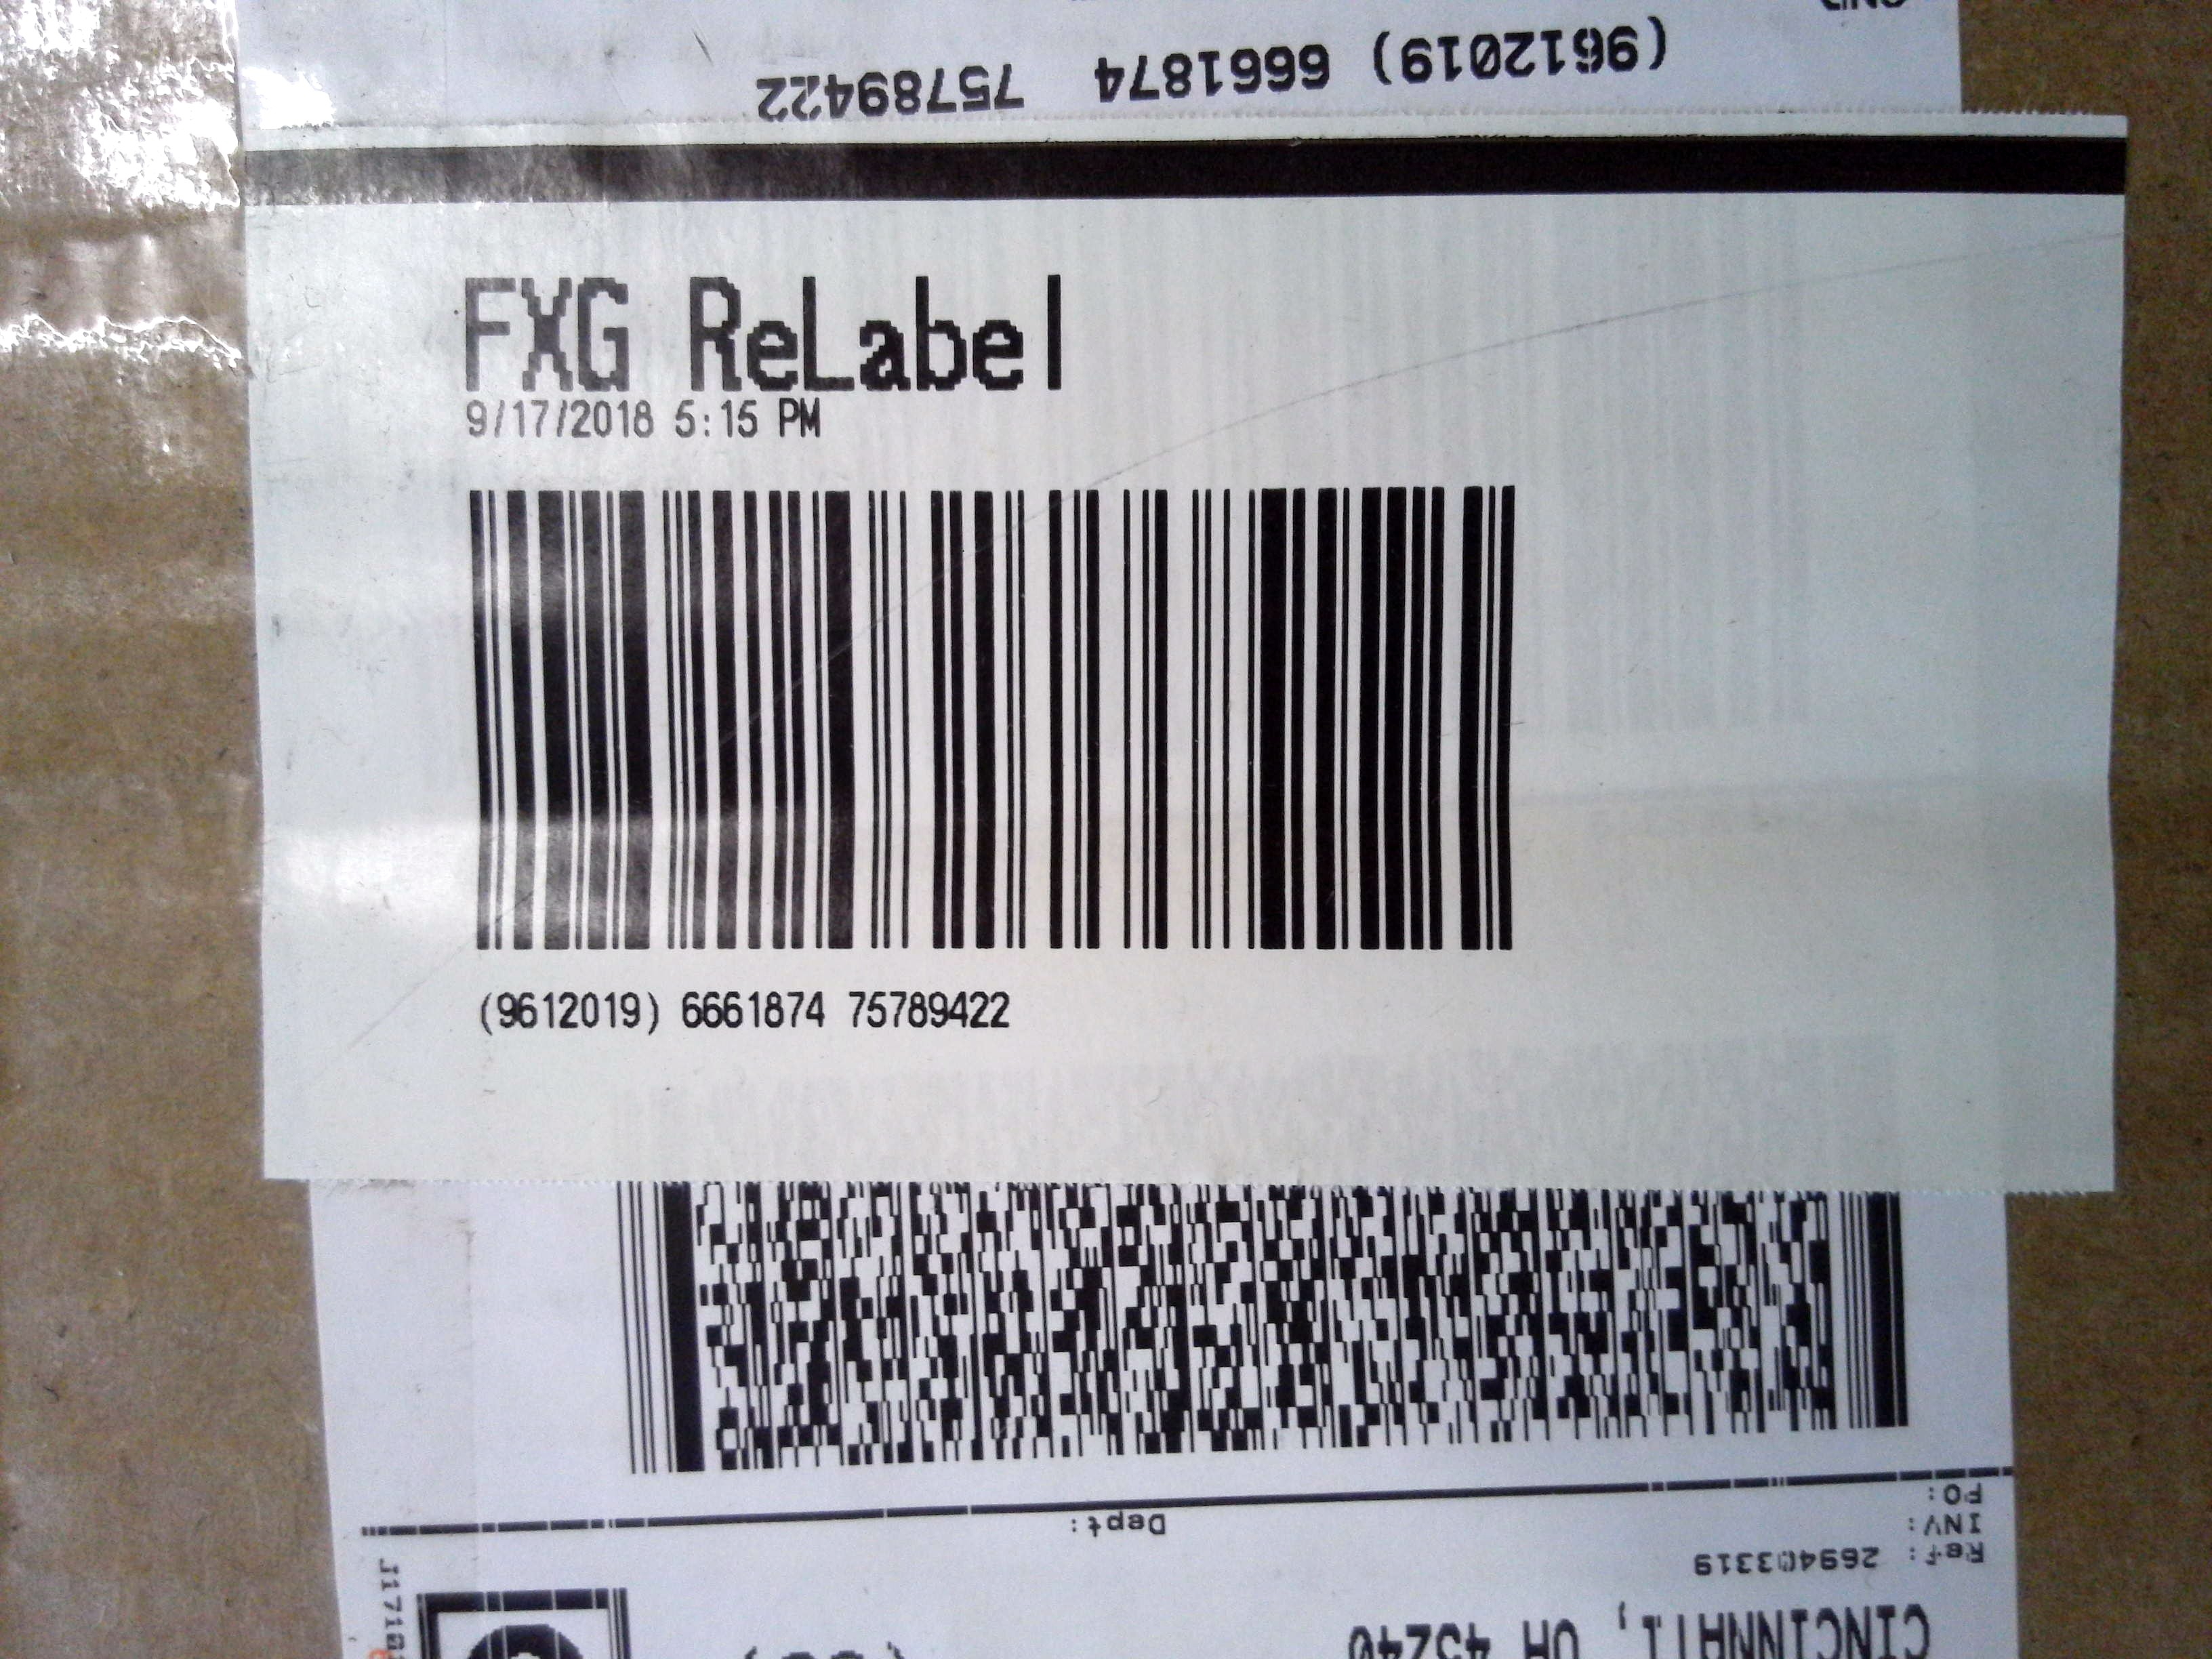 (9612019) 6661874 75789422
FXG ReLabel
9/17/2018 5:15 PM
(9612019) 6661874 75789422
PO:
INV:
Dept:
Ref: 269403319
CINCINNATI, OH 45240